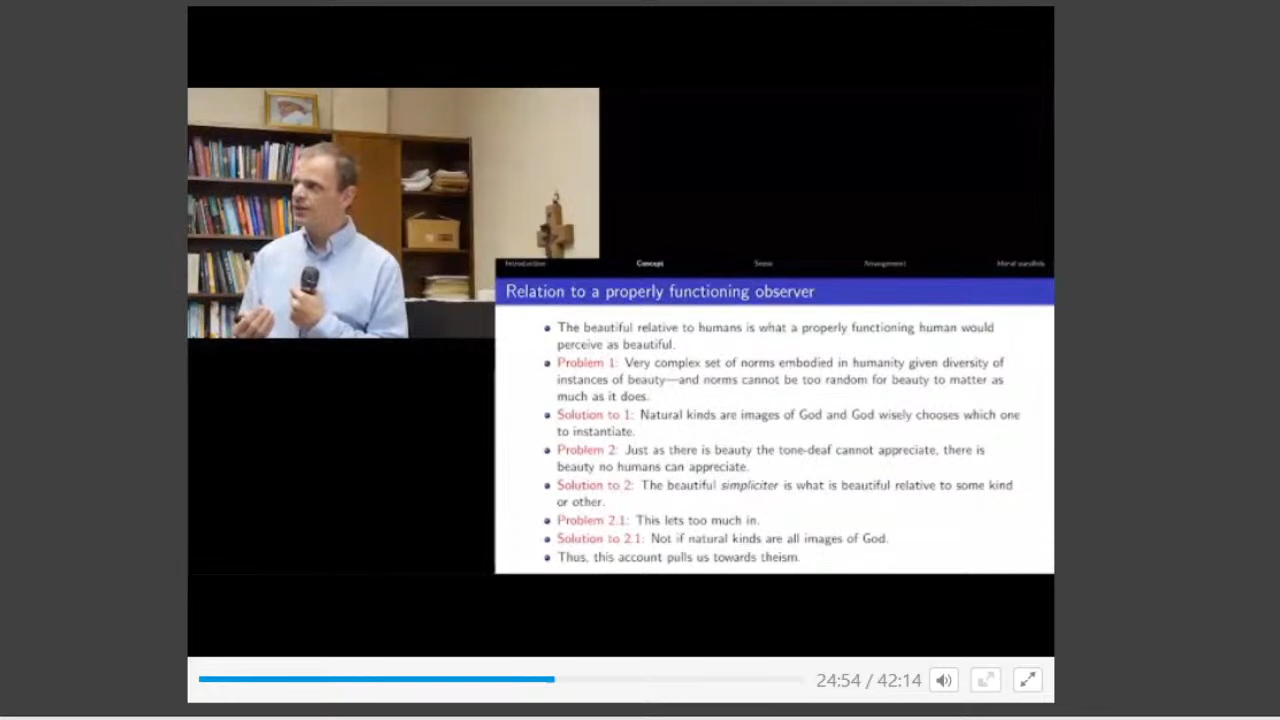 Introduction Concept Sense Arrangement Moral parallels
Relation to a properly functioning observer
The beautiful relative to humans is what a properly functioning human would
perceive as beautiful.
Problem 1: Very complex set of norms embodied in humanity given diversity of
instances of beauty—and norms cannot be too random for beauty to matter as
much as it does.
Solution to 1: Natural kinds are images of God and God wisely chooses which one
to instantiate.
Problem 2: Just as there is beauty the tone-deaf cannot appreciate, there is
beauty no humans can appreciate.
Solution to 2: The beautiful simpliciter is what is beautiful relative to some kind
or other.
Problem 2.1: This lets too much in.
Solution to 2.1: Not if natural kinds are all images of God.
Thus, this account pulls us towards theism.
24:54 / 42:14